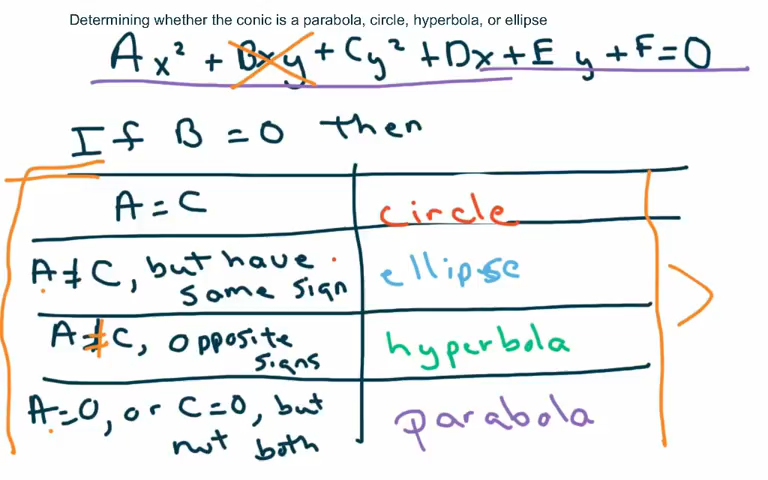 Determining whether the conic is a parabola, circle, hyperbola, or ellipse
Ax² + Bxy + Cy² + Dx + Ey + F = 0
If B = 0 then
A = C
circle
A ≠ C, but have
same sign
ellipse
A ≠ C, opposite
signs
hyperbola
A = 0, or C = 0, but
not both
parabola